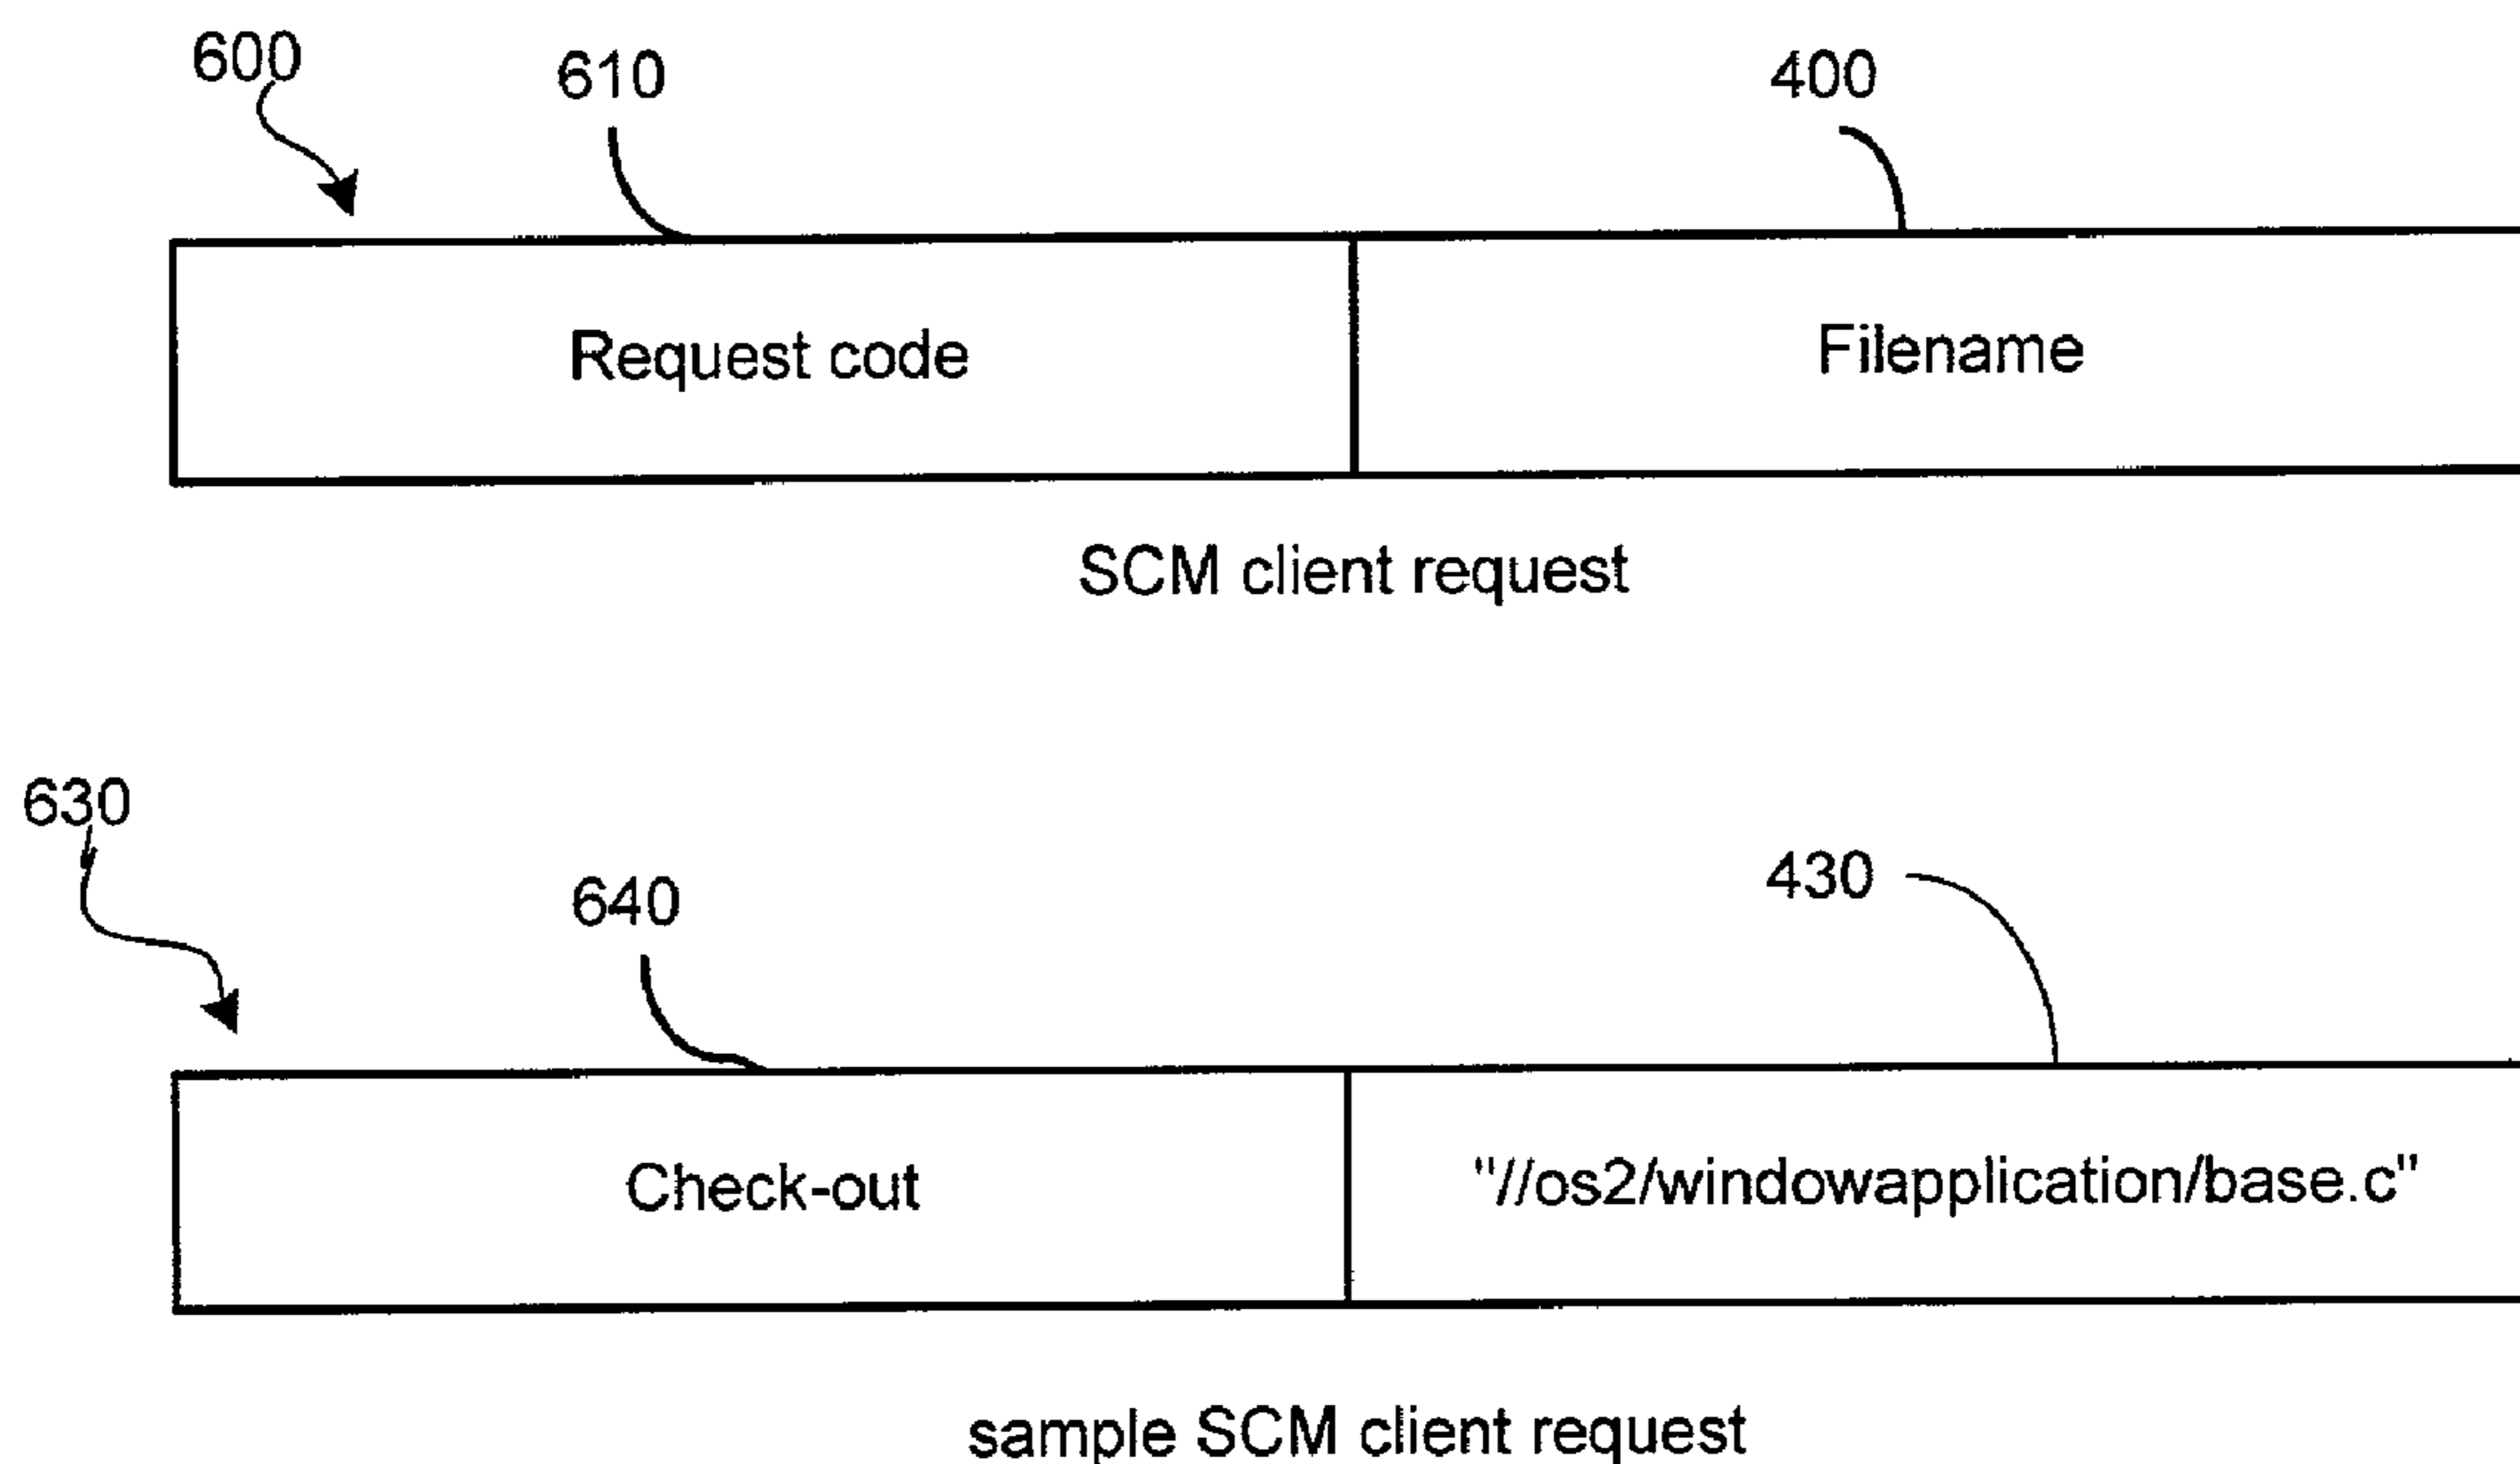 600
610
400
Request code
Filename
SCM client request
630
640
430
Check-out
"//os2/windowapplication/base.c"
sample SCM client request